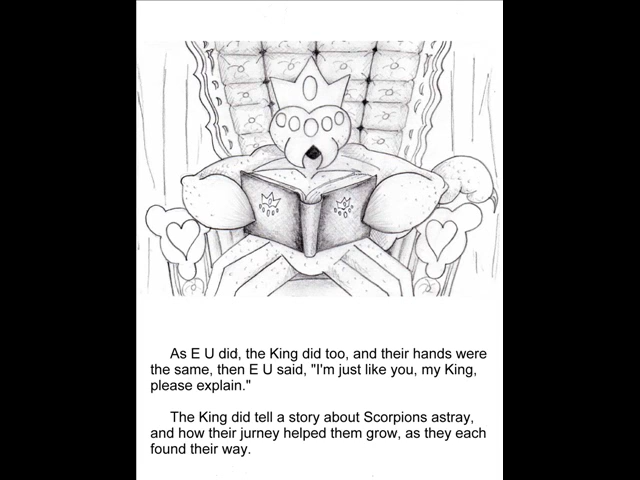 As E U did, the King did too, and their hands were
the same, then E U said, "I'm just like you, my King,
please explain."
The King did tell a story about Scorpions astray,
and how their jurney helped them grow, as they each
found their way.